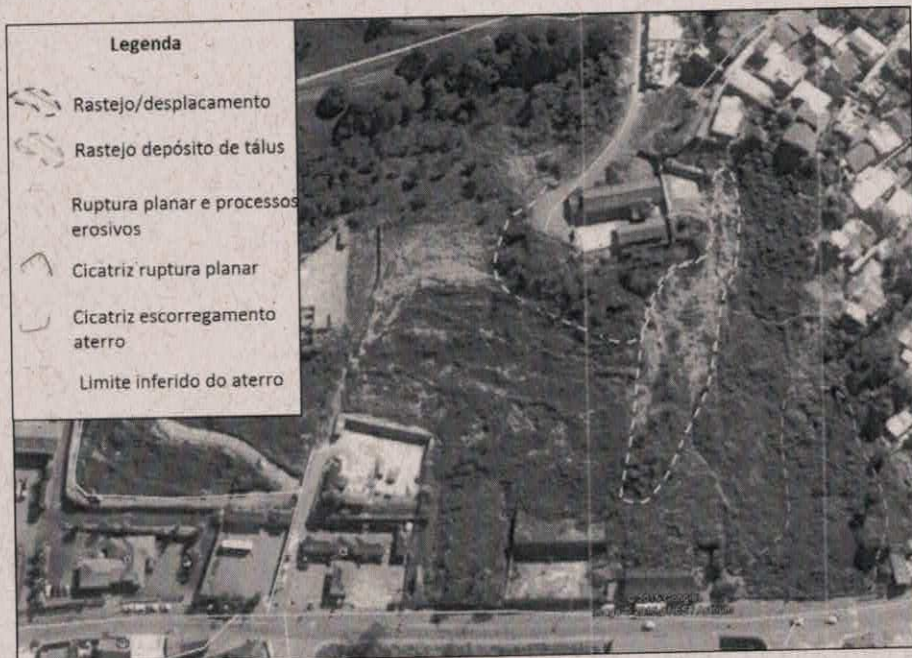 Legenda
Rastejo/desplacamento
Rastejo depósito de tálus
Ruptura planar e processos
erosivos
Cicatriz ruptura planar
Cicatriz escorregamento
aterro
Limite inferido do aterro